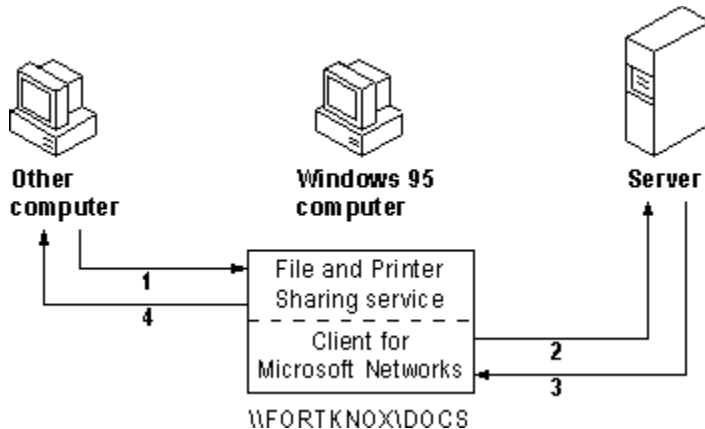 Other
computer
Windows 95
computer
Server
1
4
File and Printer
Sharing service
Client for
Microsoft Networks
2
3
\\FORTKNOX\DOCS